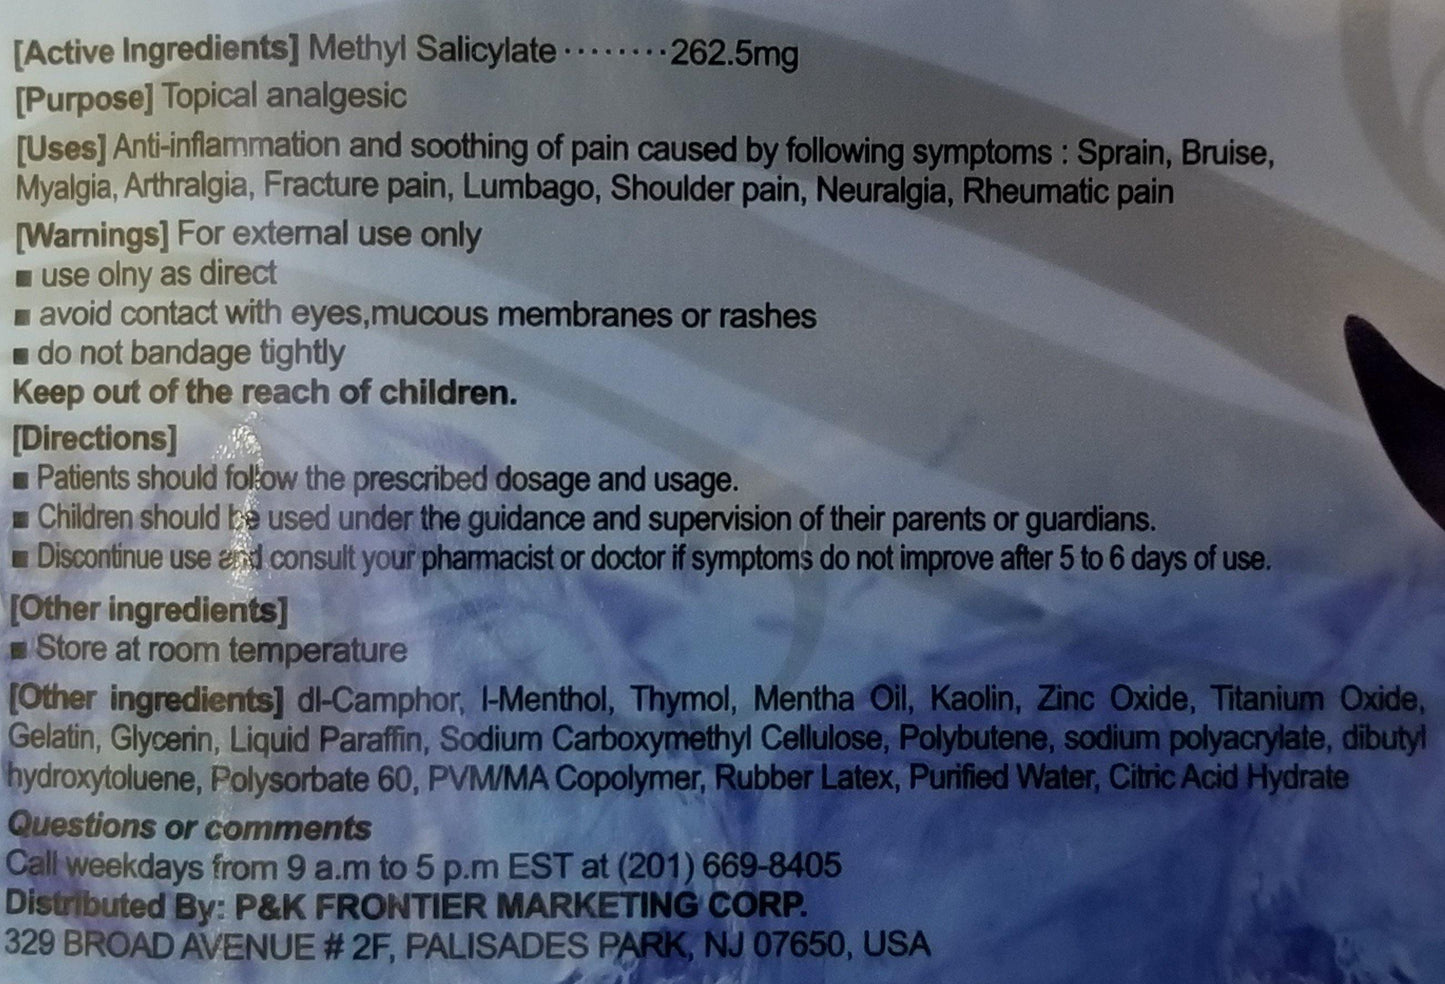 [Active Ingredients] Methyl Salicylate ········262.5mg
[Purpose] Topical analgesic
[Uses] Anti-inflammation and soothing of pain caused by following symptoms : Sprain, Bruise,
Myalgia, Arthralgia, Fracture pain, Lumbago, Shoulder pain, Neuralgia, Rheumatic pain
[Warnings] For external use only
■ use olny as direct
■ avoid contact with eyes,mucous membranes or rashes
■ do not bandage tightly
Keep out of the reach of children.
[Directions]
■ Patients should follow the prescribed dosage and usage.
■ Children should be used under the guidance and supervision of their parents or guardians.
■ Discontinue use and consult your pharmacist or doctor if symptoms do not improve after 5 to 6 days of use.
[Other ingredients]
■ Store at room temperature
[Other ingredients] dl-Camphor, l-Menthol, Thymol, Mentha Oil, Kaolin, Zinc Oxide, Titanium Oxide,
Gelatin, Glycerin, Liquid Paraffin, Sodium Carboxymethyl Cellulose, Polybutene, sodium polyacrylate, dibutyl
hydroxytoluene, Polysorbate 60, PVM/MA Copolymer, Rubber Latex, Purified Water, Citric Acid Hydrate
Questions or comments
Call weekdays from 9 a.m to 5 p.m EST at (201) 669-8405
Distributed By: P&K FRONTIER MARKETING CORP.
329 BROAD AVENUE # 2F, PALISADES PARK, NJ 07650, USA